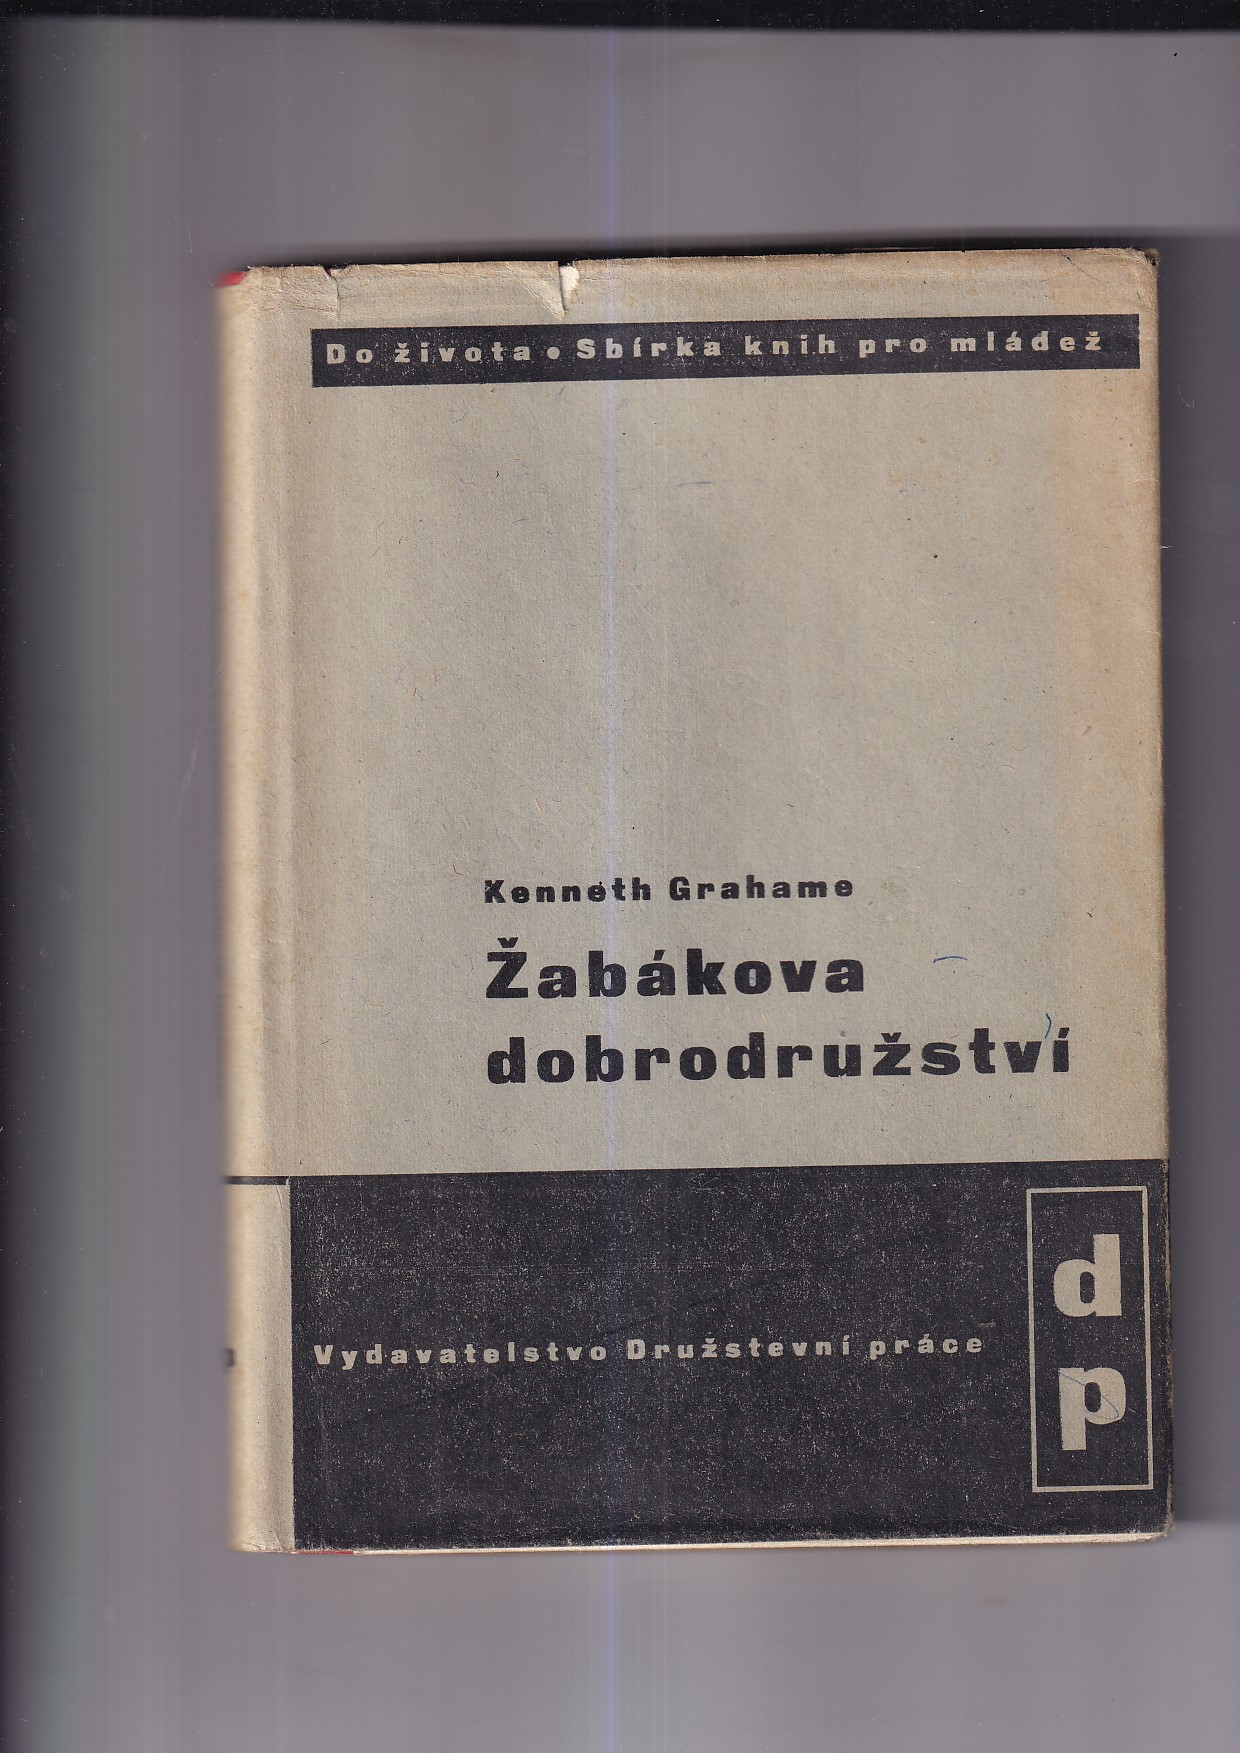 Do života • Sbírka knih pro mládež
Kenneth Grahame
Žabákova
dobrodružství
Vydavatelstvo Družstevní práce
d
p